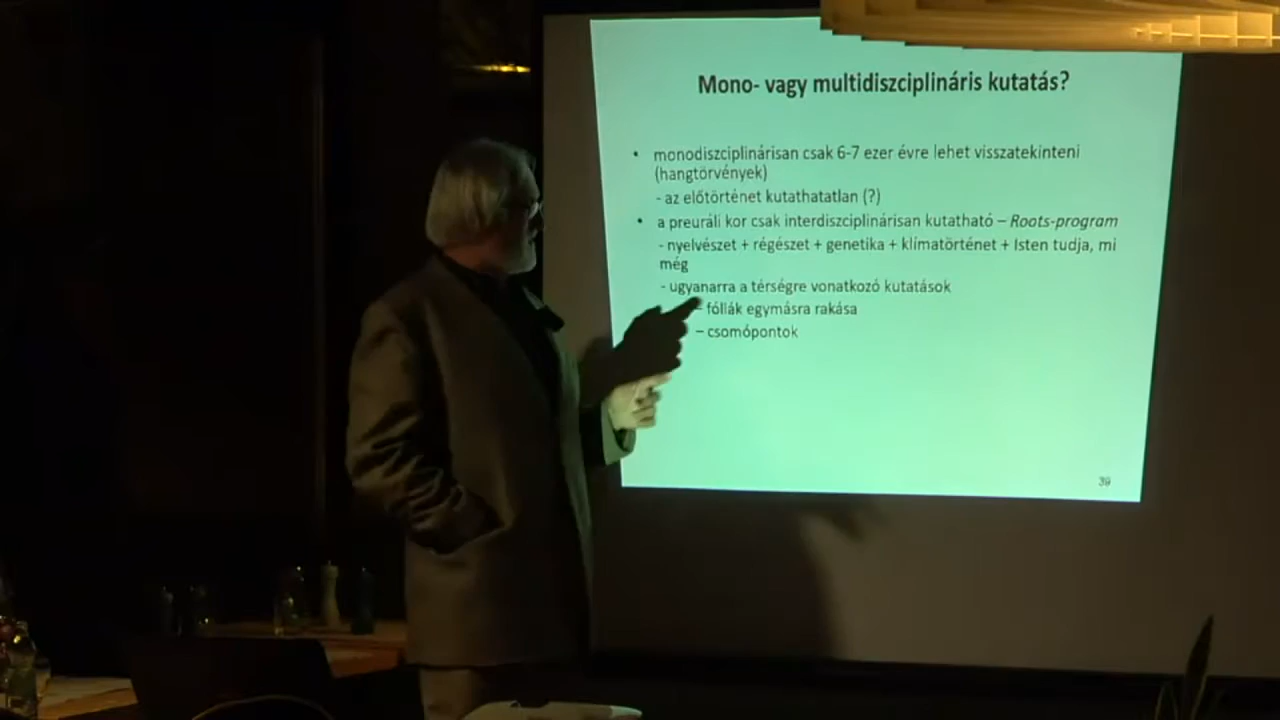 Mono- vagy multidiszciplináris kutatás?
• monodiszciplinárisan csak 6-7 ezer évre lehet visszatekinteni
(hangtörvények)
- az előtörténet kutathatatlan (?)
• a preuráli kor csak interdiszciplinárisan kutatható – Roots-program
- nyelvészet + régészet + genetika + klímatörténet + Isten tudja, mi
még
- ugyanarra a térségre vonatkozó kutatások
– fóliák egymásra rakása
– csomópontok
39